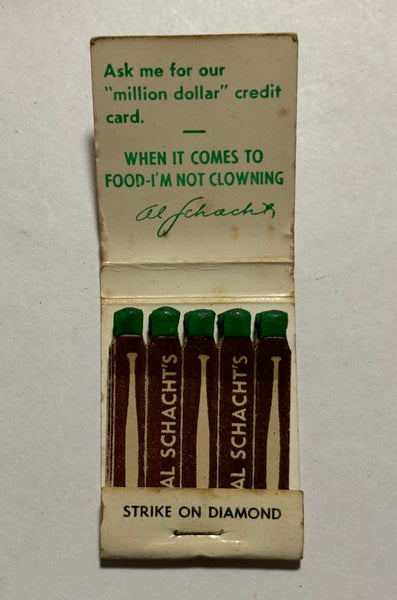 Ask me for our
"million dollar" credit
card.
WHEN IT COMES TO
FOOD-I'M NOT CLOWNING
Al Schacht
AL SCHACHT'S
AL SCHACHT'S
STRIKE ON DIAMOND